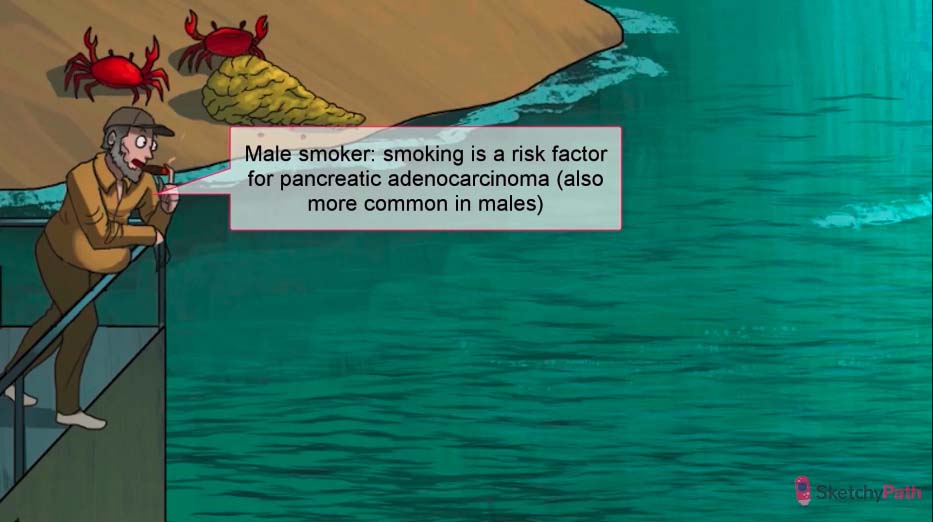 Male smoker: smoking is a risk factor
for pancreatic adenocarcinoma (also
more common in males)
SketchyPath